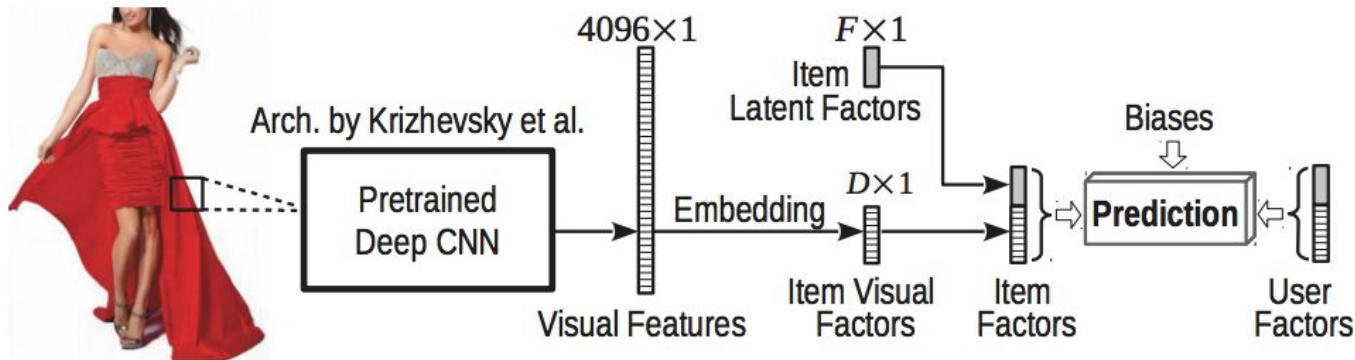 4096×1
F×1
Item
Latent Factors
Arch. by Krizhevsky et al.
Biases
Pretrained
Deep CNN
Embedding
D×1
Prediction
Visual Features
Item Visual
Factors
Item
Factors
User
Factors